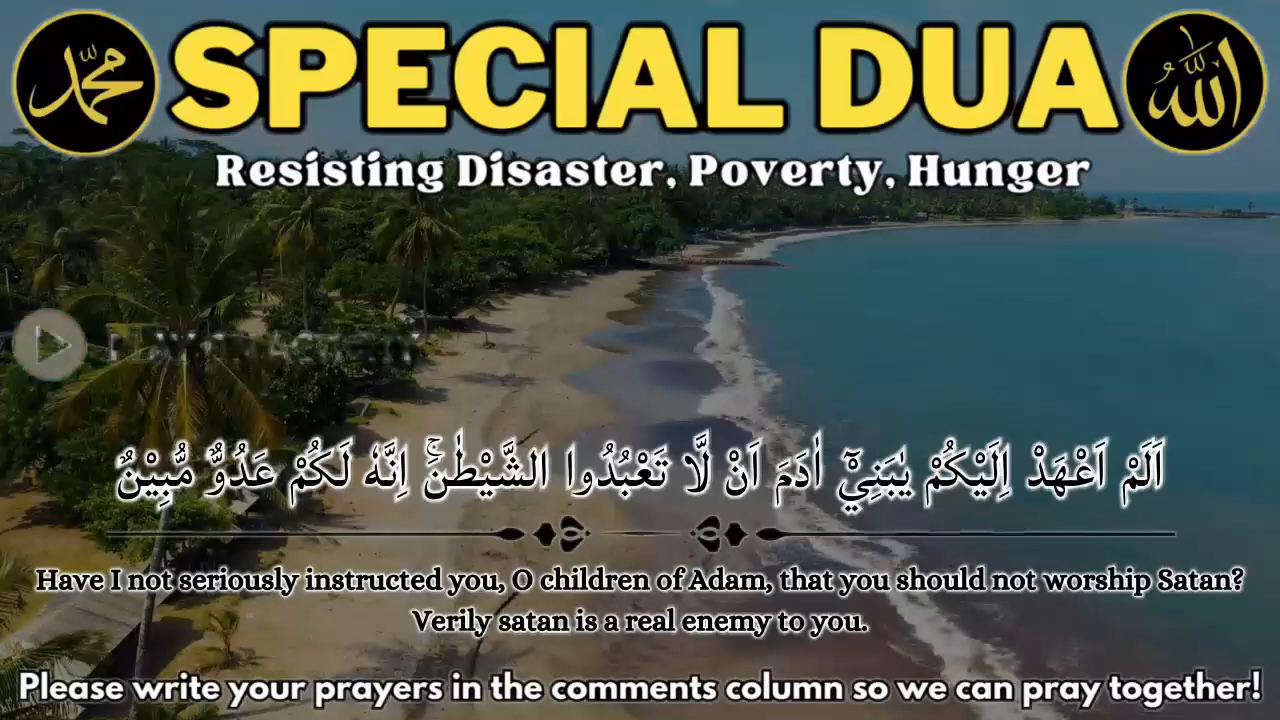 محمد
SPECIAL DUA
الله
Resisting Disaster, Poverty, Hunger
اَلَمْ اَعْهَدْ اِلَيْكُمْ يٰبَنِيْٓ اٰدَمَ اَنْ لَّا تَعْبُدُوا الشَّيْطٰنَۚ اِنَّهٗ لَكُمْ عَدُوٌّ مُّبِيْنٌ
Have I not seriously instructed you, O children of Adam, that you should not worship Satan?
Verily satan is a real enemy to you.
Please write your prayers in the comments column so we can pray together!